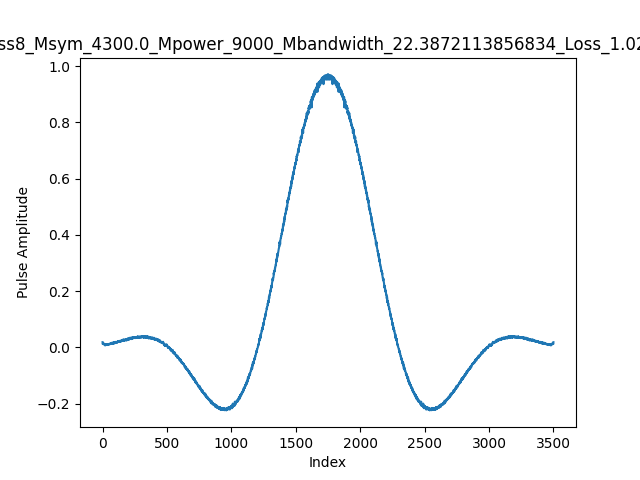 ss8_Msym_4300.0_Mpower_9000_Mbandwidth_22.3872113856834_Loss_1.02
1.0
0.8
0.6
0.4
0.2
0.0
−0.2
Pulse Amplitude
0 500 1000 1500 2000 2500 3000 3500
Index